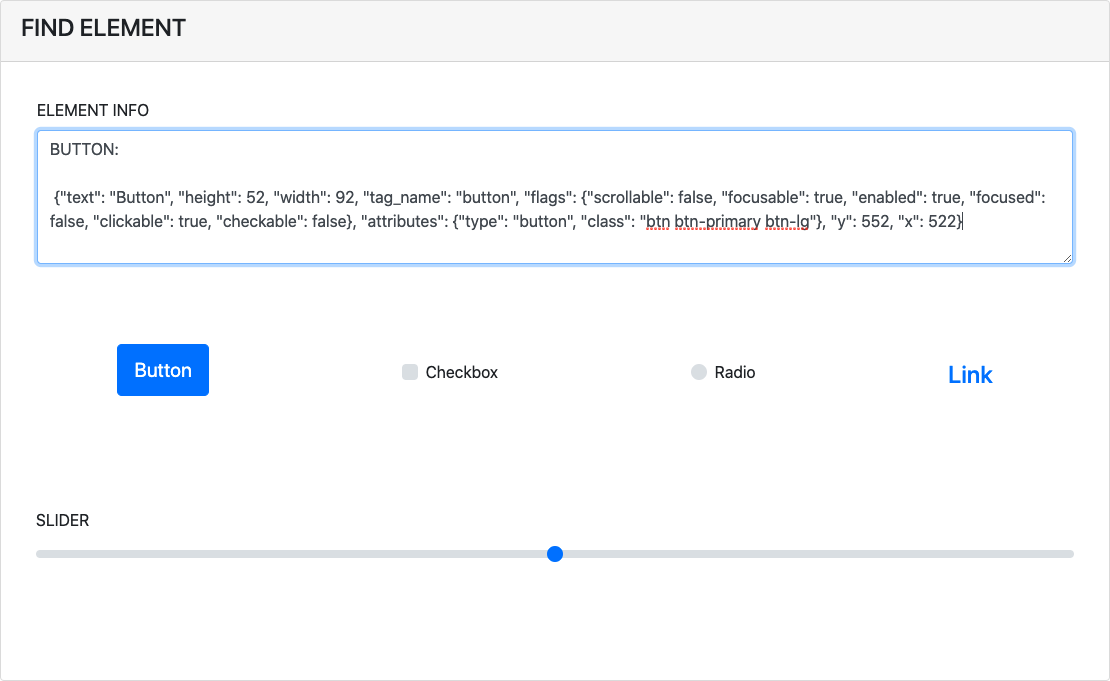 FIND ELEMENT
ELEMENT INFO
BUTTON:
{"text": "Button", "height": 52, "width": 92, "tag_name": "button", "flags": {"scrollable": false, "focusable": true, "enabled": true, "focused":
false, "clickable": true, "checkable": false}, "attributes": {"type": "button", "class": "btn btn-primary btn-lg"}, "y": 552, "x": 522}
Button
Checkbox
Radio
Link
SLIDER